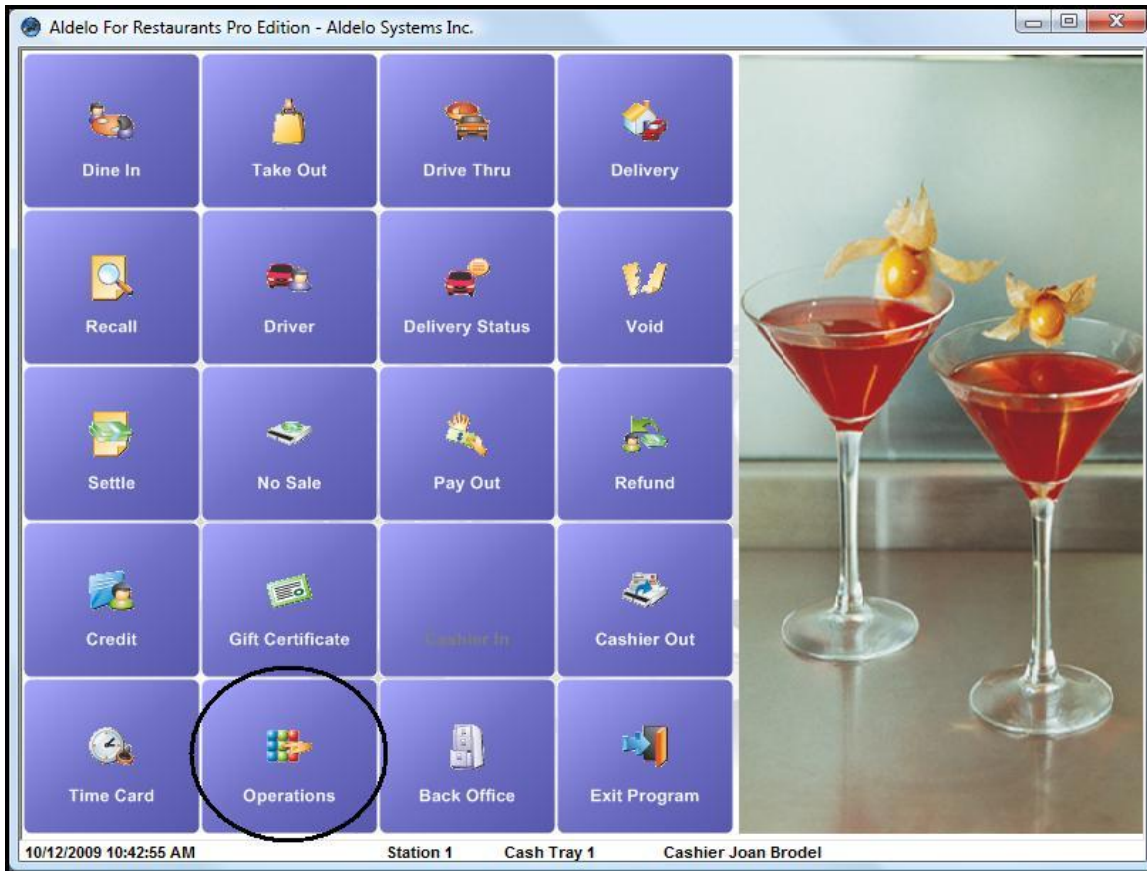 Aldelo For Restaurants Pro Edition - Aldelo Systems Inc.
Dine In
Take Out
Drive Thru
Delivery
Recall
Driver
Delivery Status
Void
Settle
No Sale
Pay Out
Refund
Credit
Gift Certificate
Cashier In
Cashier Out
Time Card
Operations
Back Office
Exit Program
10/12/2009 10:42:55 AM Station 1 Cash Tray 1 Cashier Joan Brodel